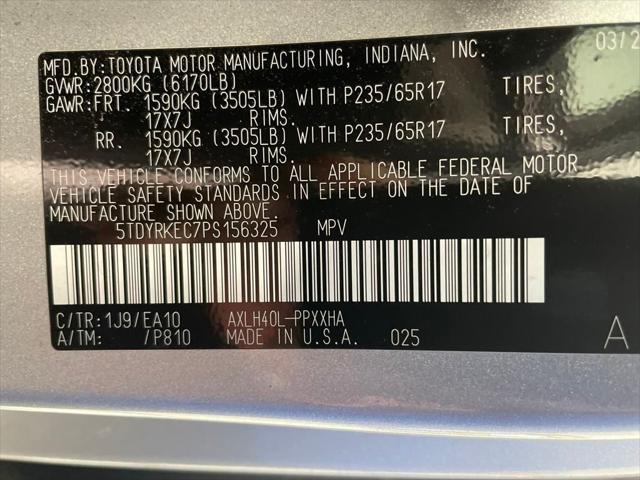 MFD.BY:TOYOTA MOTOR MANUFACTURING, INDIANA, INC. 03/2
GVWR:2800KG (6170LB)
GAWR:FRT. 1590KG (3505LB) WITH P235/65R17 TIRES,
17X7J RIMS.
RR. 1590KG (3505LB) WITH P235/65R17 TIRES,
17X7J RIMS.
THIS VEHICLE CONFORMS TO ALL APPLICABLE FEDERAL MOTOR
VEHICLE SAFETY STANDARDS IN EFFECT ON THE DATE OF
MANUFACTURE SHOWN ABOVE.
5TDYRKEC7PS156325 MPV
C/TR:1J9/EA10 AXLH40L-PPXXHA
A/TM: /P810 MADE IN U.S.A. 025 A